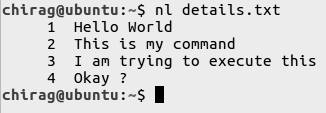 chirag@ubuntu:~$ nl details.txt
     1  Hello World
     2  This is my command
     3  I am trying to execute this
     4  Okay ?
chirag@ubuntu:~$